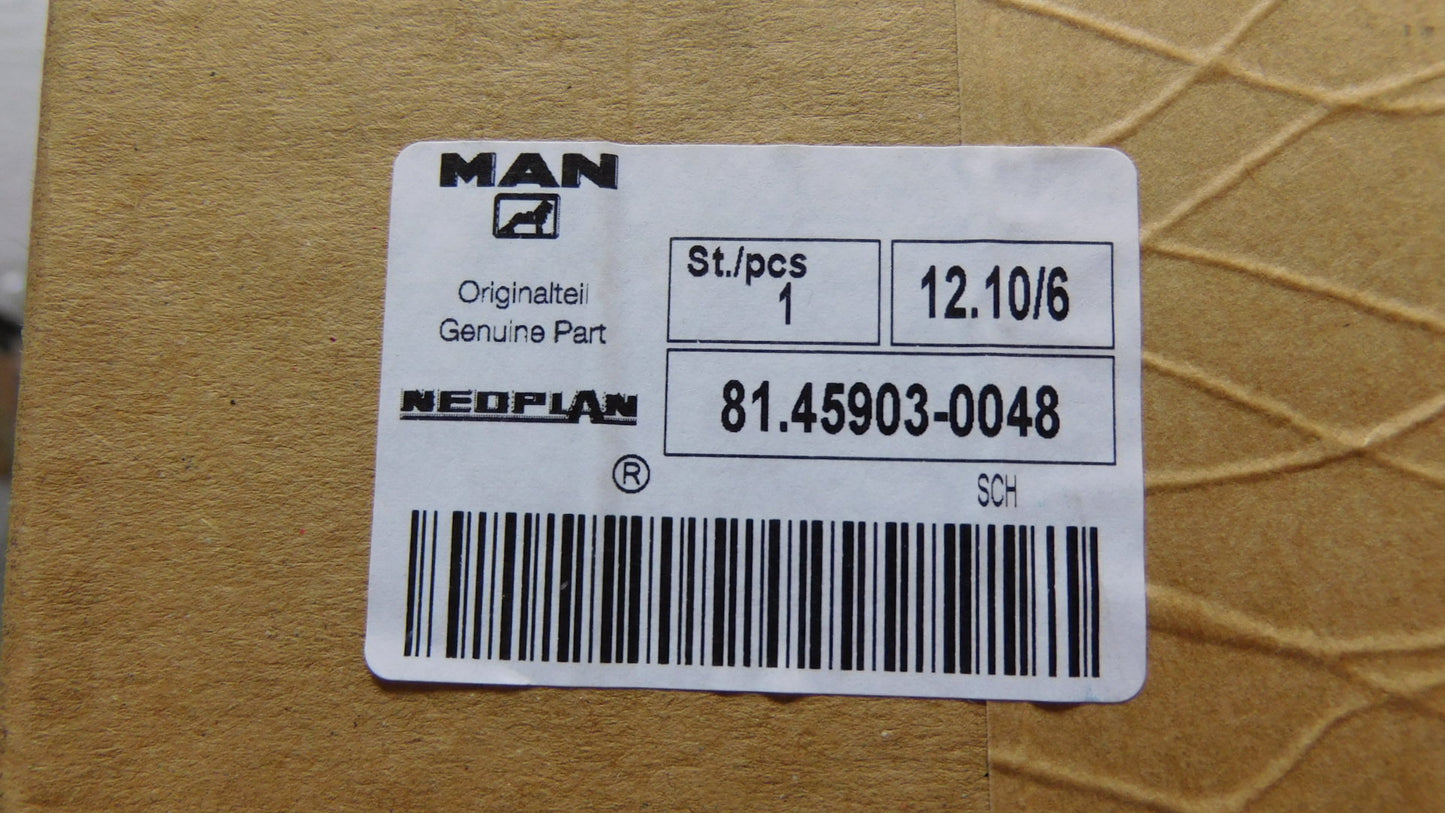 MAN
Originalteil
Genuine Part
NEOPLAN
®
St./pcs
1
12.10/6
81.45903-0048
SCH